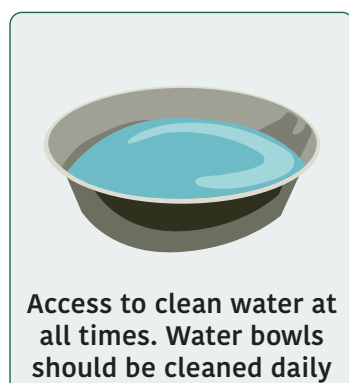 Access to clean water at
all times. Water bowls
should be cleaned daily